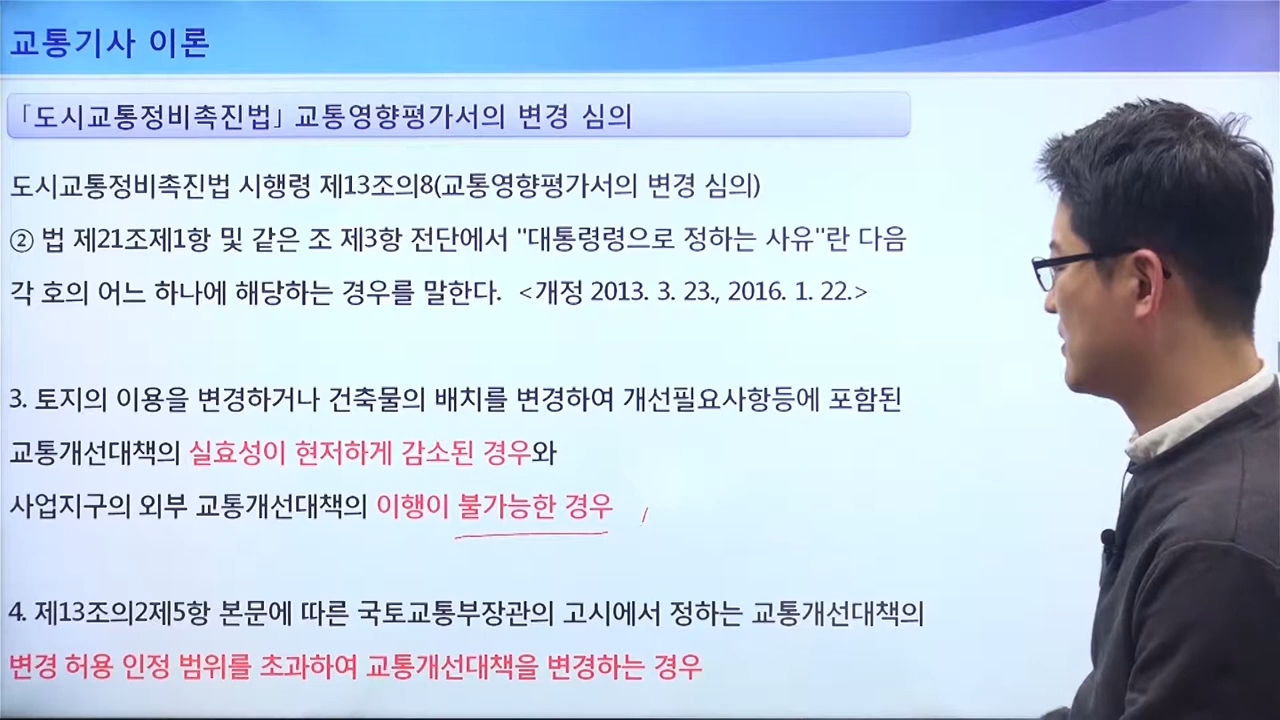 교통기사 이론
「도시교통정비촉진법」 교통영향평가서의 변경 심의
도시교통정비촉진법 시행령 제13조의8(교통영향평가서의 변경 심의)
② 법 제21조제1항 및 같은 조 제3항 전단에서 "대통령령으로 정하는 사유"란 다음
각 호의 어느 하나에 해당하는 경우를 말한다. <개정 2013. 3. 23., 2016. 1. 22.>
3. 토지의 이용을 변경하거나 건축물의 배치를 변경하여 개선필요사항등에 포함된
교통개선대책의 실효성이 현저하게 감소된 경우와
사업지구의 외부 교통개선대책의 이행이 불가능한 경우
4. 제13조의2제5항 본문에 따른 국토교통부장관의 고시에서 정하는 교통개선대책의
변경 허용 인정 범위를 초과하여 교통개선대책을 변경하는 경우